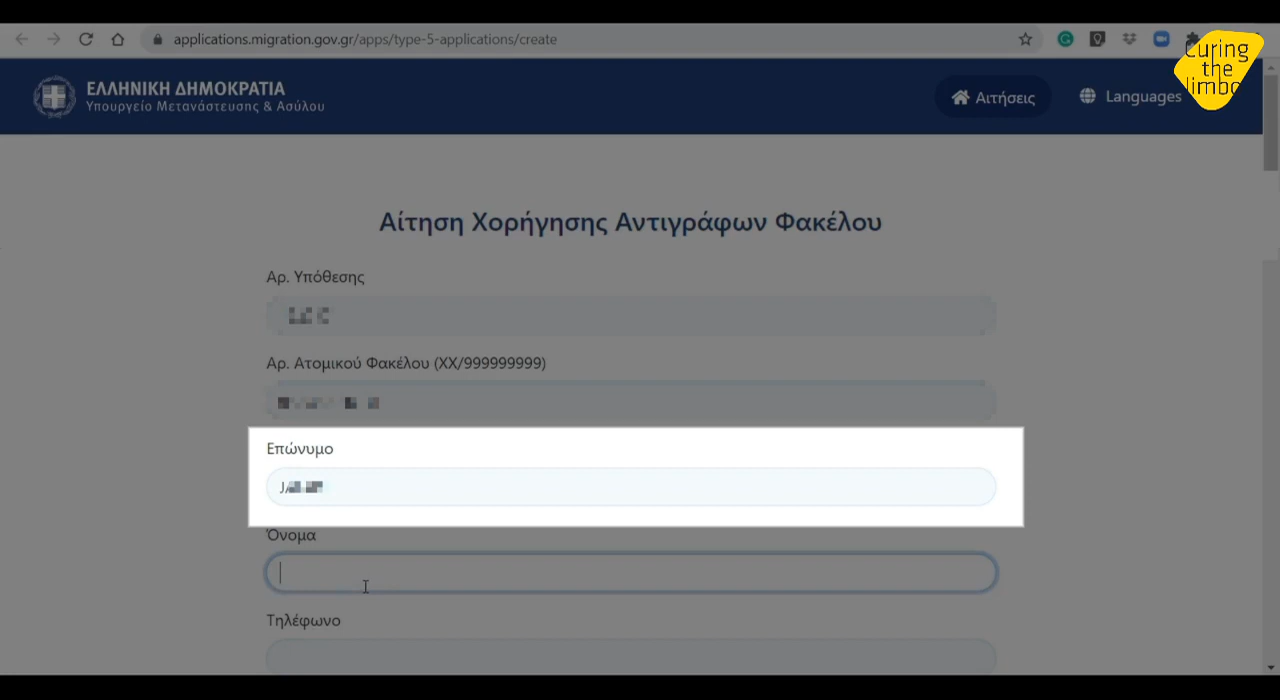 applications.migration.gov.gr/apps/type-5-applications/create
curing
the
limbo
ΕΛΛΗΝΙΚΗ ΔΗΜΟΚΡΑΤΙΑ
Υπουργείο Μετανάστευσης & Ασύλου
Αιτήσεις
Languages
Αίτηση Χορήγησης Αντιγράφων Φακέλου
Αρ. Υπόθεσης
Αρ. Ατομικού Φακέλου (ΧΧ/999999999)
Επώνυμο
Όνομα
Τηλέφωνο